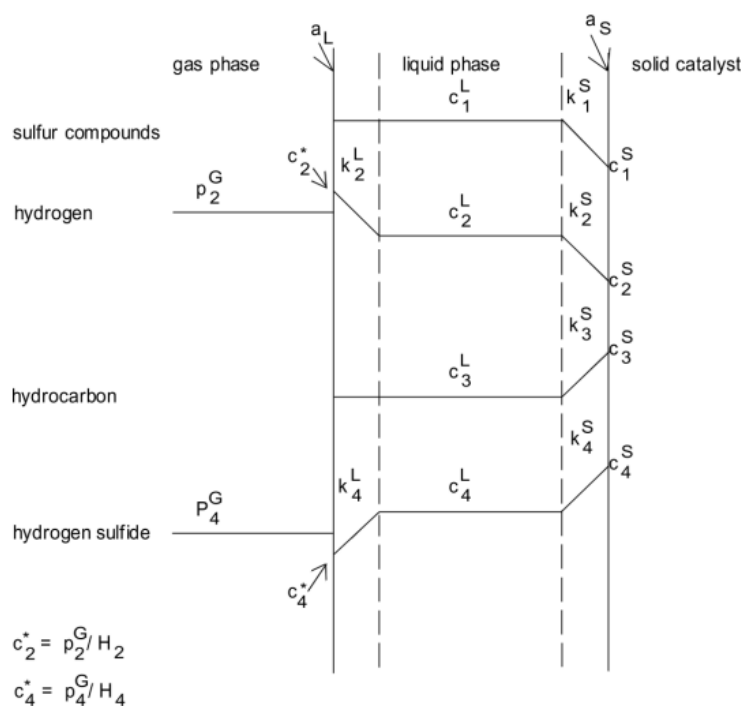 a_L
a_S
gas phase
liquid phase
solid catalyst
c_1^L
k_1^S
sulfur compounds
c_2^*
k_2^L
c_1^S
p_2^G
hydrogen
c_2^L
k_2^S
c_2^S
k_3^S
c_3^S
c_3^L
hydrocarbon
k_4^S
c_4^S
k_4^L
c_4^L
P_4^G
hydrogen sulfide
c_4^*
c_2^* = p_2^G / H_2
c_4^* = p_4^G / H_4